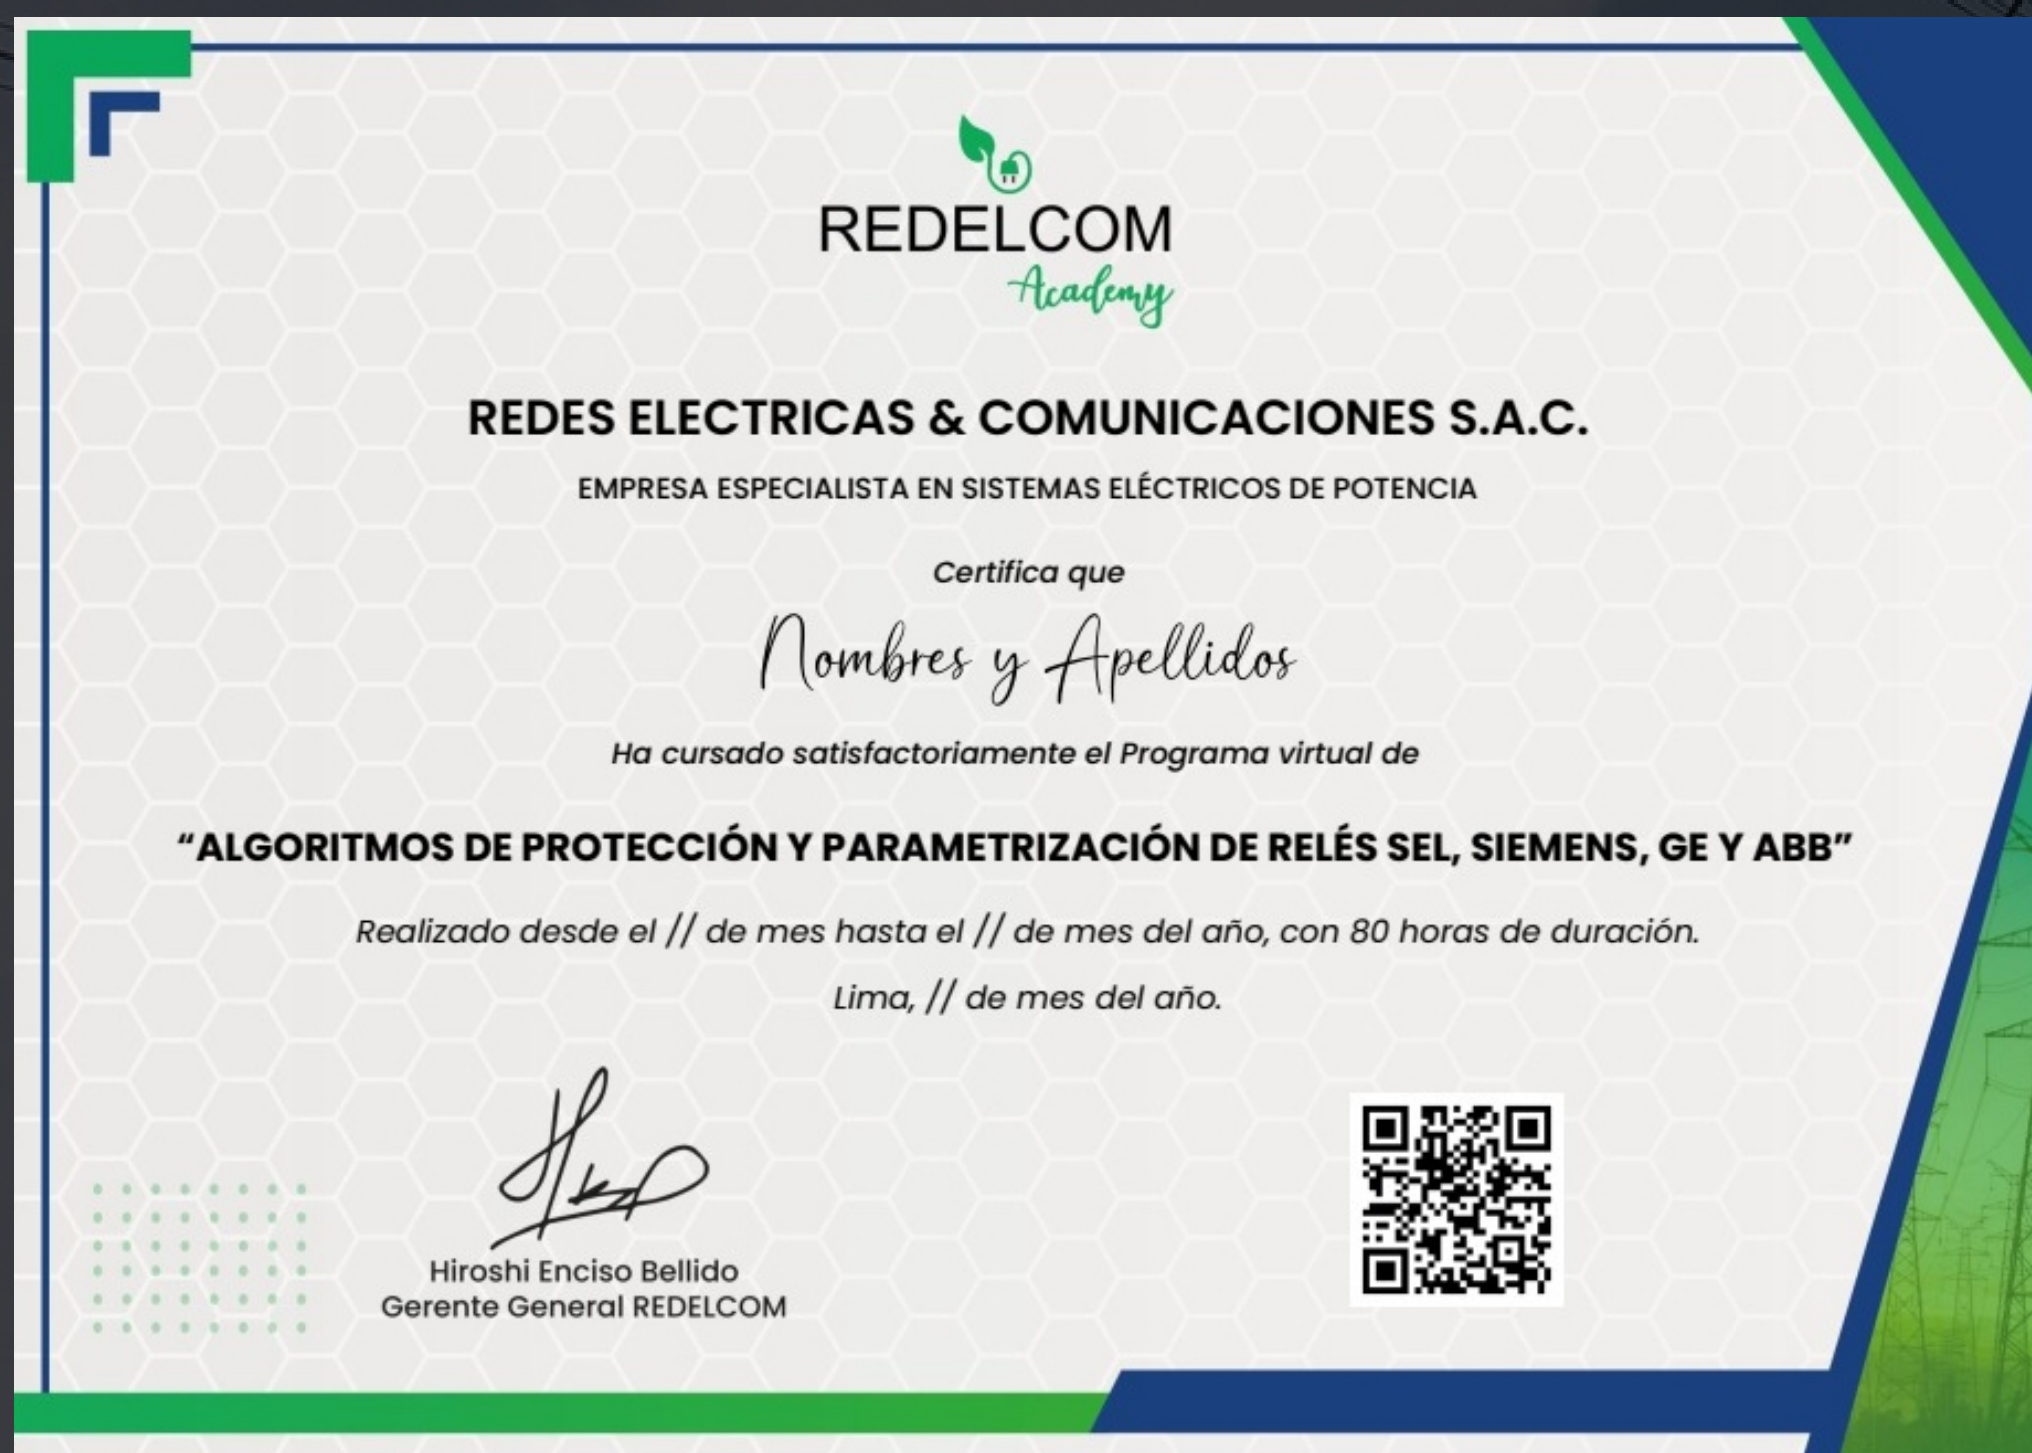 REDELCOM
Academy
REDES ELECTRICAS & COMUNICACIONES S.A.C.
EMPRESA ESPECIALISTA EN SISTEMAS ELÉCTRICOS DE POTENCIA
Certifica que
Nombres y Apellidos
Ha cursado satisfactoriamente el Programa virtual de
“ALGORITMOS DE PROTECCIÓN Y PARAMETRIZACIÓN DE RELÉS SEL, SIEMENS, GE Y ABB”
Realizado desde el // de mes hasta el // de mes del año, con 80 horas de duración.
Lima, // de mes del año.
Hiroshi Enciso Bellido
Gerente General REDELCOM